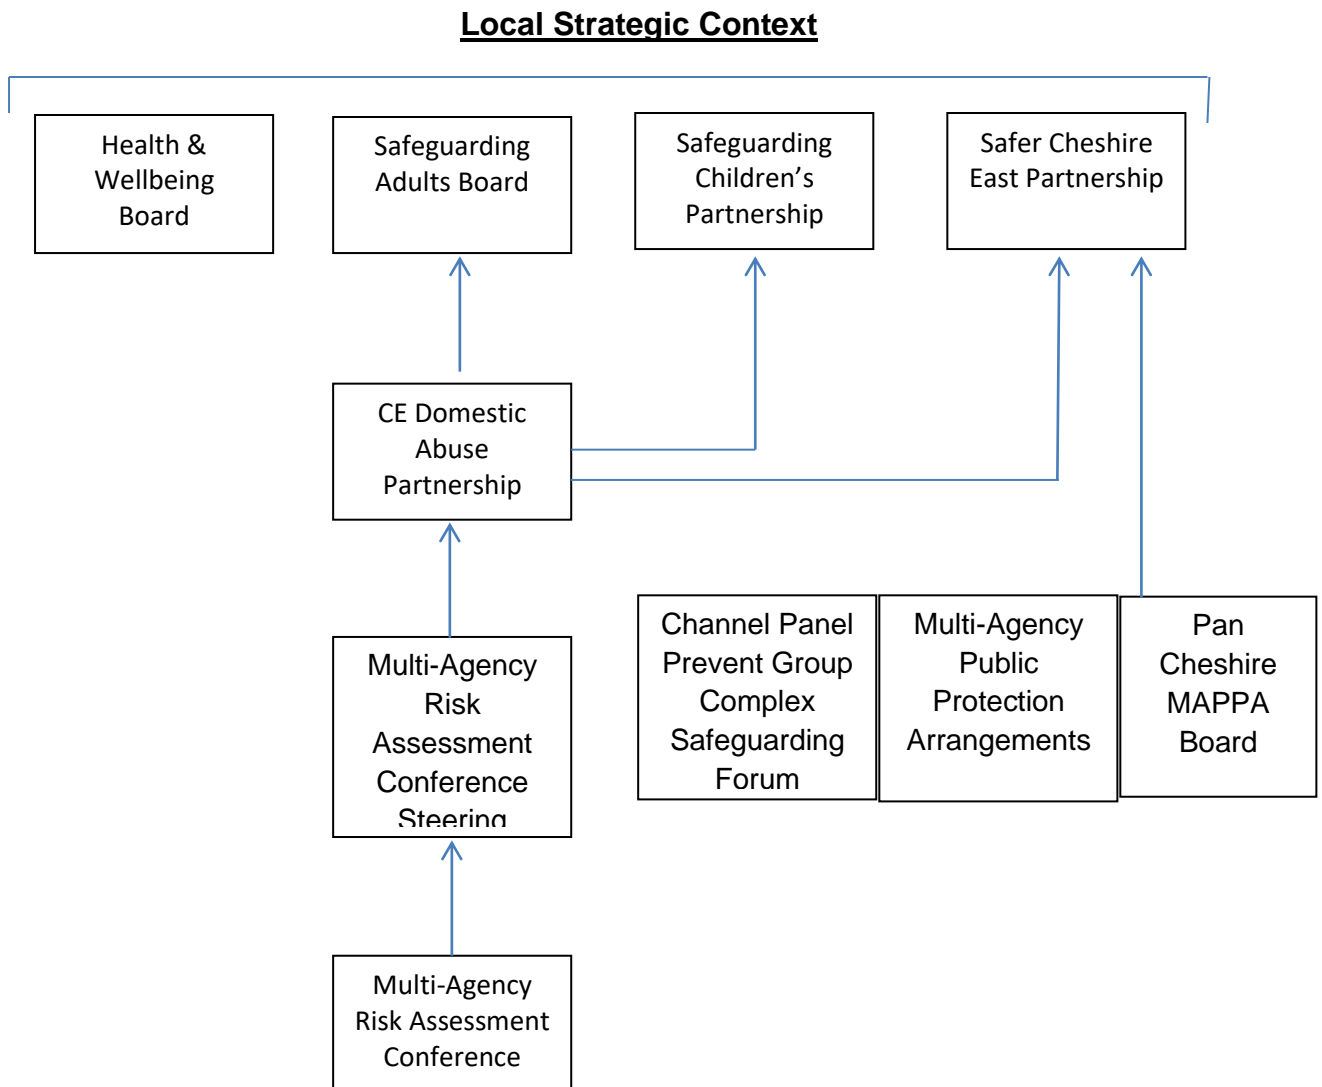 Local Strategic Context
Health &
Wellbeing
Board
Safeguarding
Adults Board
Safeguarding
Children’s
Partnership
Safer Cheshire
East Partnership
CE Domestic
Abuse
Partnership
Multi-Agency
Risk
Assessment
Conference
Steering
Channel Panel
Prevent Group
Complex
Safeguarding
Forum
Multi-Agency
Public
Protection
Arrangements
Pan
Cheshire
MAPPA
Board
Multi-Agency
Risk Assessment
Conference